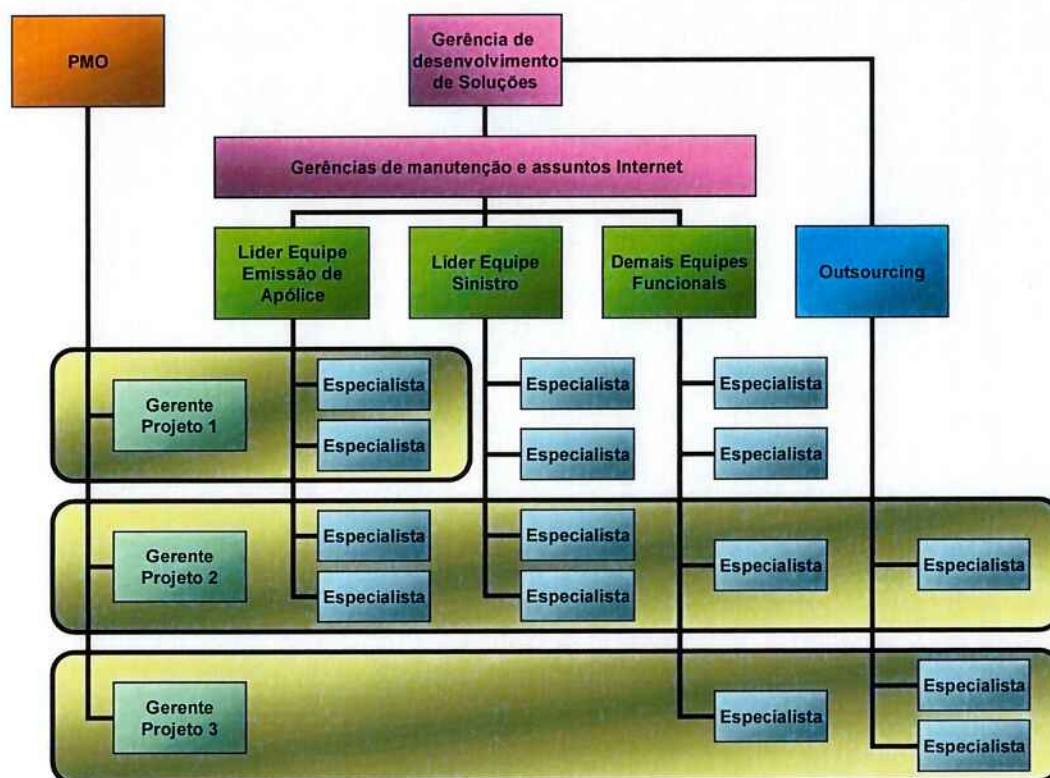 PMO
Gerência de
desenvolvimento
de Soluções
Gerências de manutenção e assuntos Internet
Lider Equipe
Emissão de
Apólice
Lider Equipe
Sinistro
Demais Equipes
Funcionais
Outsourcing
Gerente
Projeto 1
Especialista
Especialista
Especialista
Especialista
Especialista
Especialista
Gerente
Projeto 2
Especialista
Especialista
Especialista
Especialista
Especialista
Especialista
Gerente
Projeto 3
Especialista
Especialista
Especialista